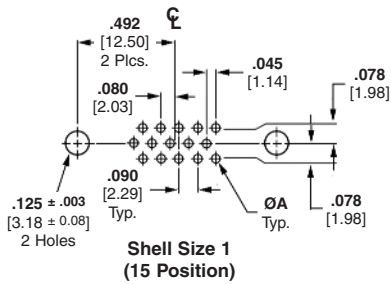 .492
[12.50]
2 Plcs.
℄
.045
[1.14]
.078
[1.98]
.080
[2.03]
.090
[2.29]
Typ.
.125 ± .003
[3.18 ± 0.08]
2 Holes
ØA
Typ.
.078
[1.98]
Shell Size 1
(15 Position)